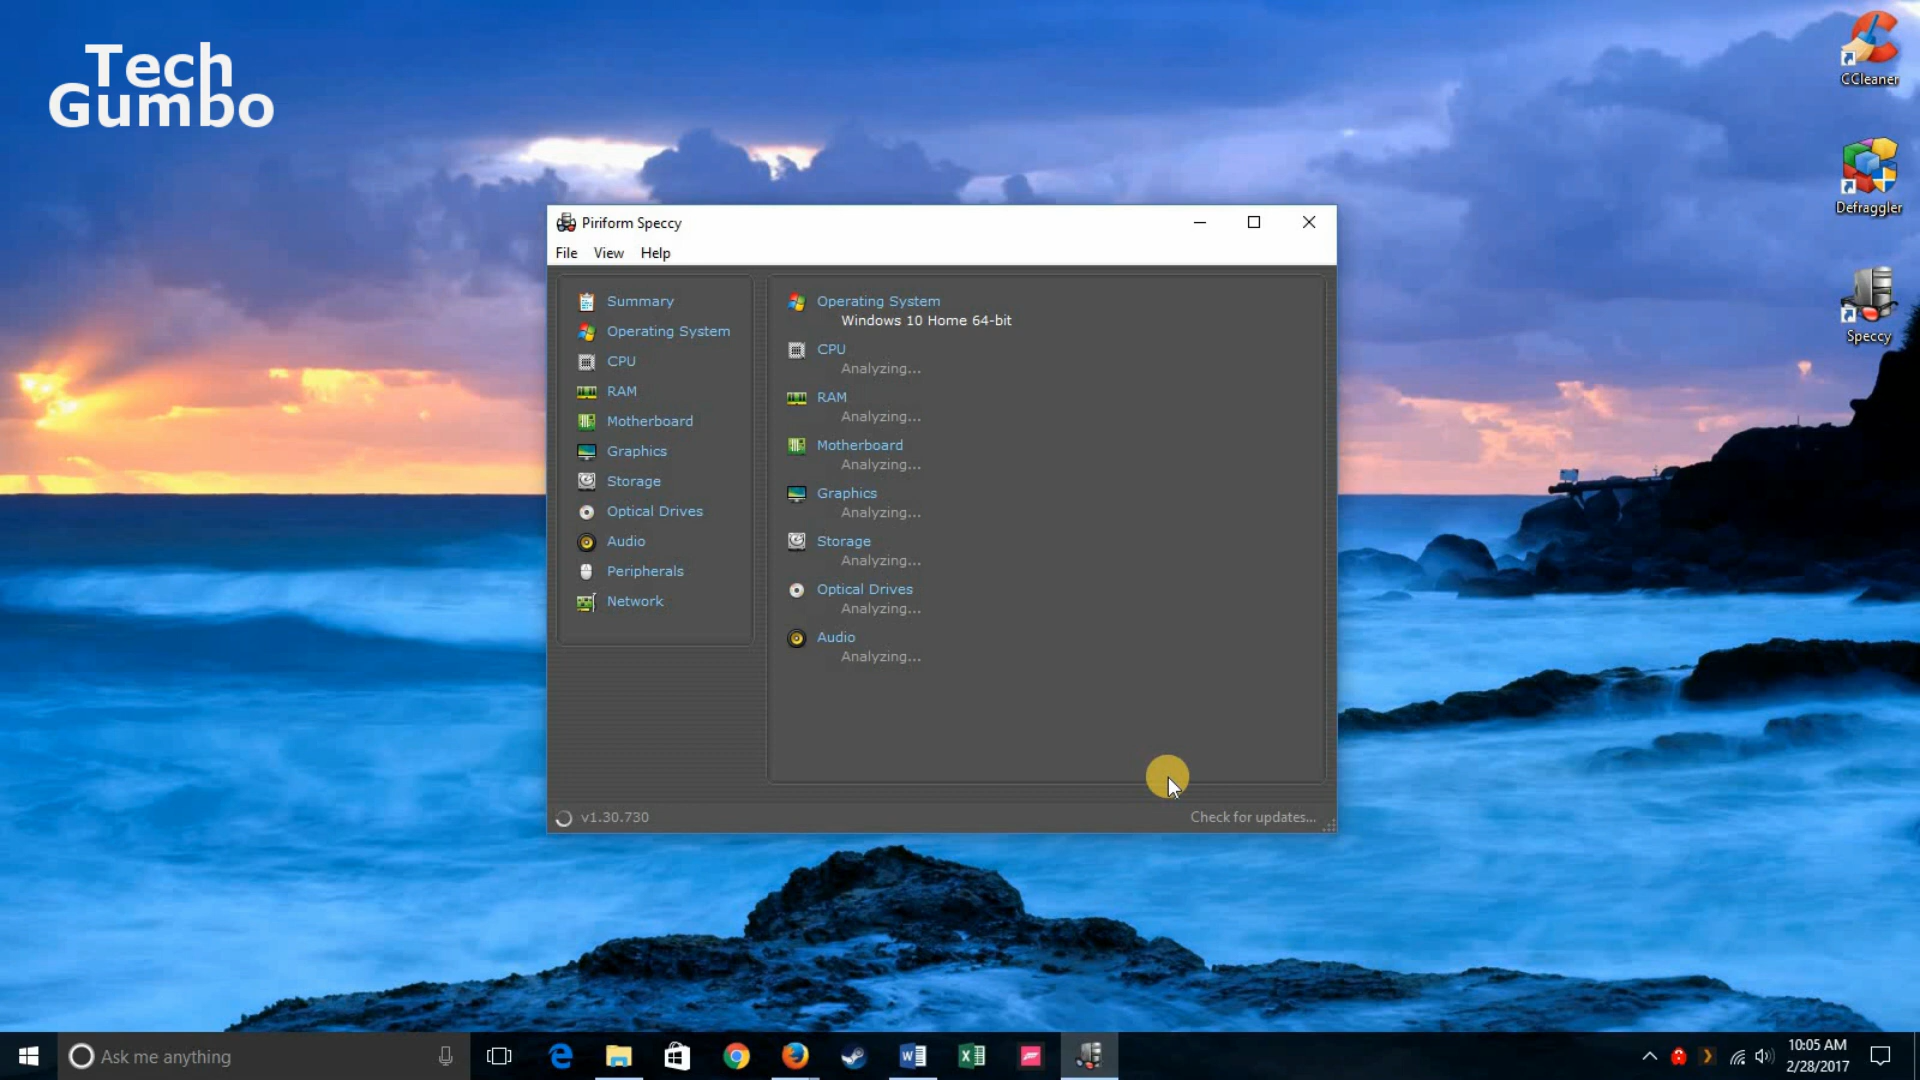 Tech
Gumbo
CCleaner
Defraggler
Speccy
Piriform Speccy
File View Help
Summary
Operating System
CPU
RAM
Motherboard
Graphics
Storage
Optical Drives
Audio
Peripherals
Network
Operating System
Windows 10 Home 64-bit
CPU
Analyzing...
RAM
Analyzing...
Motherboard
Analyzing...
Graphics
Analyzing...
Storage
Analyzing...
Optical Drives
Analyzing...
Audio
Analyzing...
v1.30.730
Check for updates...
Ask me anything
10:05 AM
2/28/2017